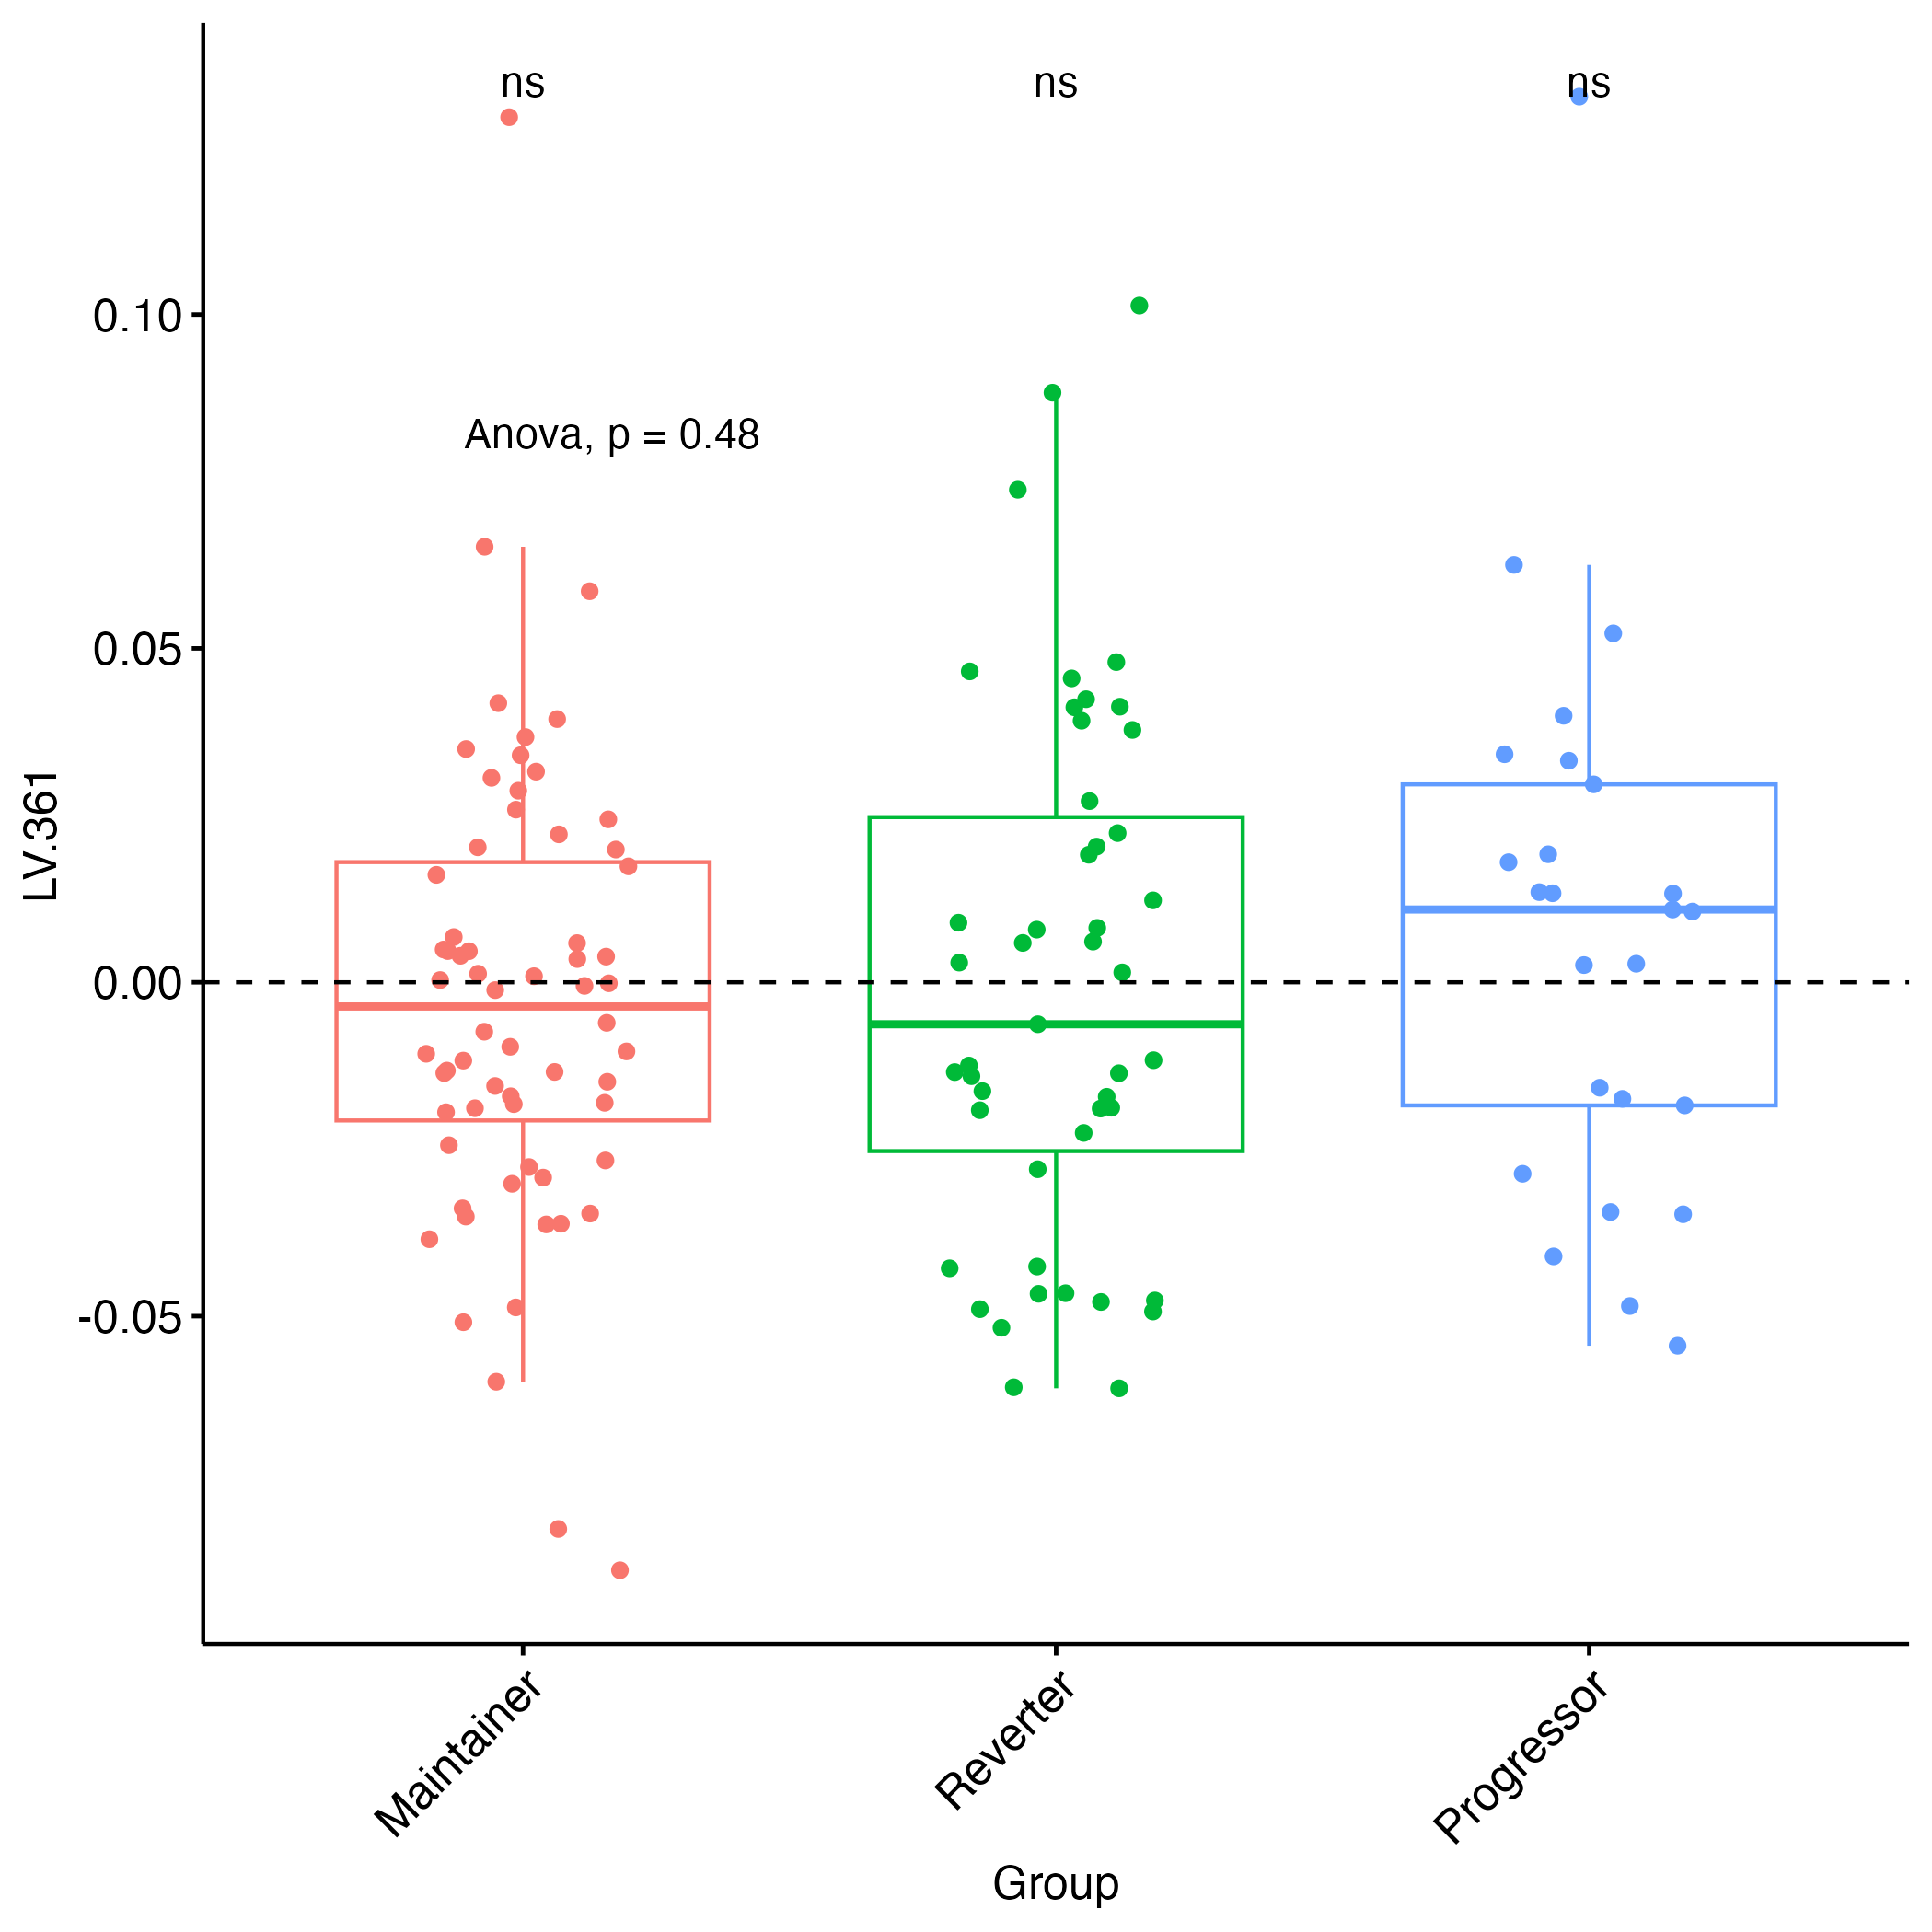 ns ns ns
0.10
Anova, p = 0.48
0.05
LV.361
0.00
-0.05
Maintainer Reverter Progressor
Group